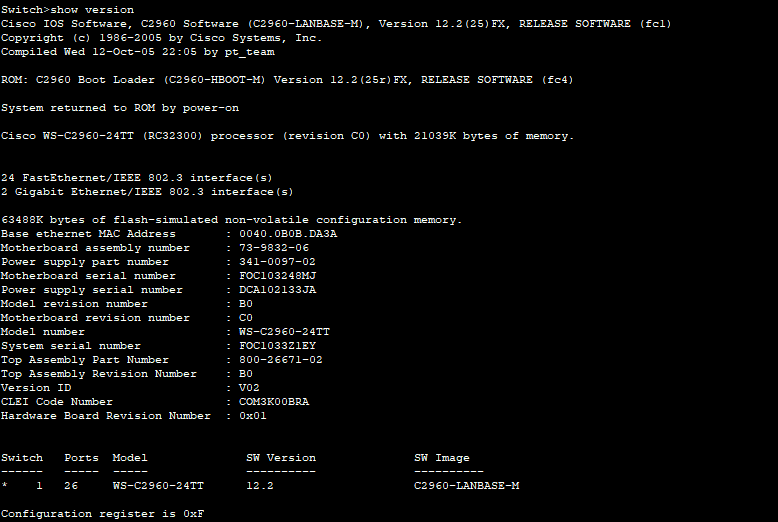 Switch>show version
Cisco IOS Software, C2960 Software (C2960-LANBASE-M), Version 12.2(25)FX, RELEASE SOFTWARE (fc1)
Copyright (c) 1986-2005 by Cisco Systems, Inc.
Compiled Wed 12-Oct-05 22:05 by pt_team
ROM: C2960 Boot Loader (C2960-HBOOT-M) Version 12.2(25r)FX, RELEASE SOFTWARE (fc4)
System returned to ROM by power-on
Cisco WS-C2960-24TT (RC32300) processor (revision C0) with 21039K bytes of memory.
24 FastEthernet/IEEE 802.3 interface(s)
2 Gigabit Ethernet/IEEE 802.3 interface(s)
63488K bytes of flash-simulated non-volatile configuration memory.
Base ethernet MAC Address       : 0040.0B0B.DA3A
Motherboard assembly number     : 73-9832-06
Power supply part number        : 341-0097-02
Motherboard serial number       : FOC103248MJ
Power supply serial number      : DCA102133JA
Model revision number           : B0
Motherboard revision number     : C0
Model number                    : WS-C2960-24TT
System serial number            : FOC1033Z1EY
Top Assembly Part Number        : 800-26671-02
Top Assembly Revision Number    : B0
Version ID                      : V02
CLEI Code Number                : COM3K00BRA
Hardware Board Revision Number  : 0x01
Switch   Ports  Model              SW Version              SW Image
------   -----  -----              ----------              ----------
*    1   26     WS-C2960-24TT      12.2                    C2960-LANBASE-M
Configuration register is 0xF